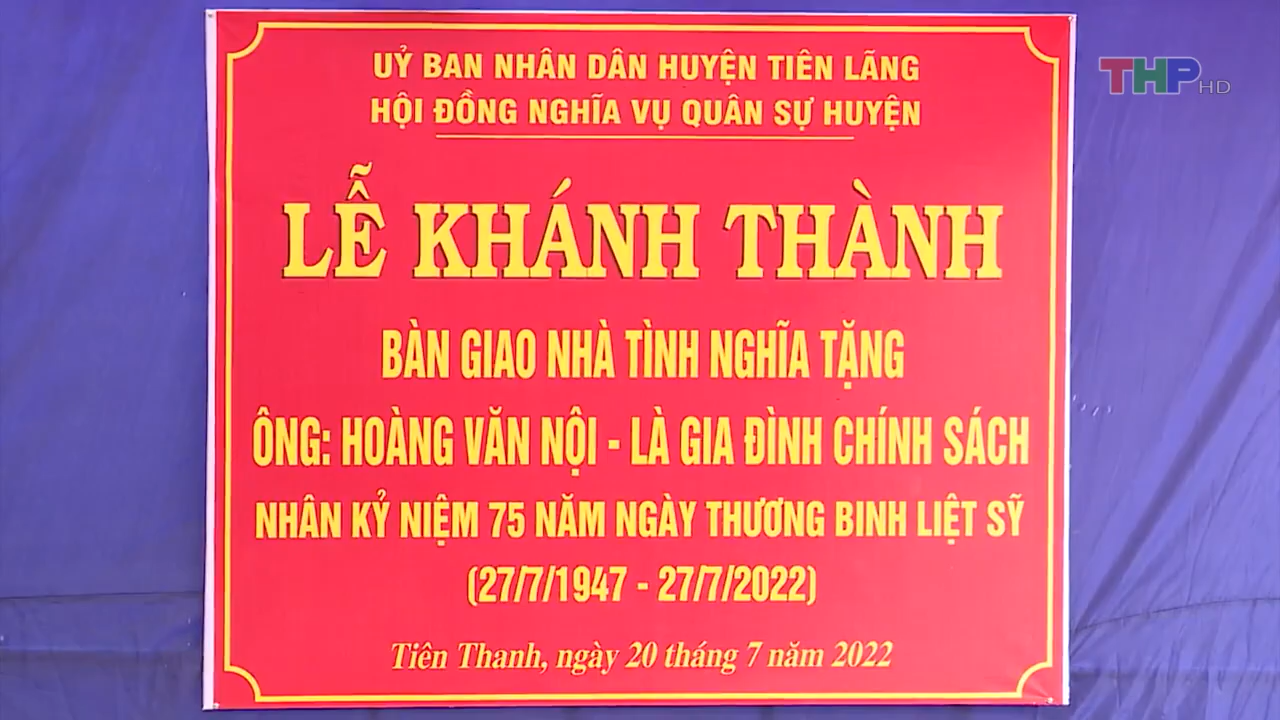 UỶ BAN NHÂN DÂN HUYỆN TIÊN LÃNG
THPHD
HỘI ĐỒNG NGHĨA VỤ QUÂN SỰ HUYỆN
LỄ KHÁNH THÀNH
BÀN GIAO NHÀ TÌNH NGHĨA TẶNG
ÔNG: HOÀNG VĂN NỘI - LÀ GIA ĐÌNH CHÍNH SÁCH
NHÂN KỶ NIỆM 75 NĂM NGÀY THƯƠNG BINH LIỆT SỸ
(27/7/1947 - 27/7/2022)
Tiên Thanh, ngày 20 tháng 7 năm 2022